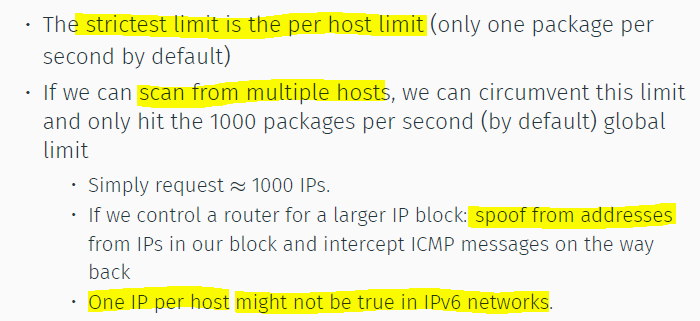 • The strictest limit is the per host limit (only one package per
second by default)
• If we can scan from multiple hosts, we can circumvent this limit
and only hit the 1000 packages per second (by default) global
limit
• Simply request ≈ 1000 IPs.
• If we control a router for a larger IP block: spoof from addresses
from IPs in our block and intercept ICMP messages on the way
back
• One IP per host might not be true in IPv6 networks.